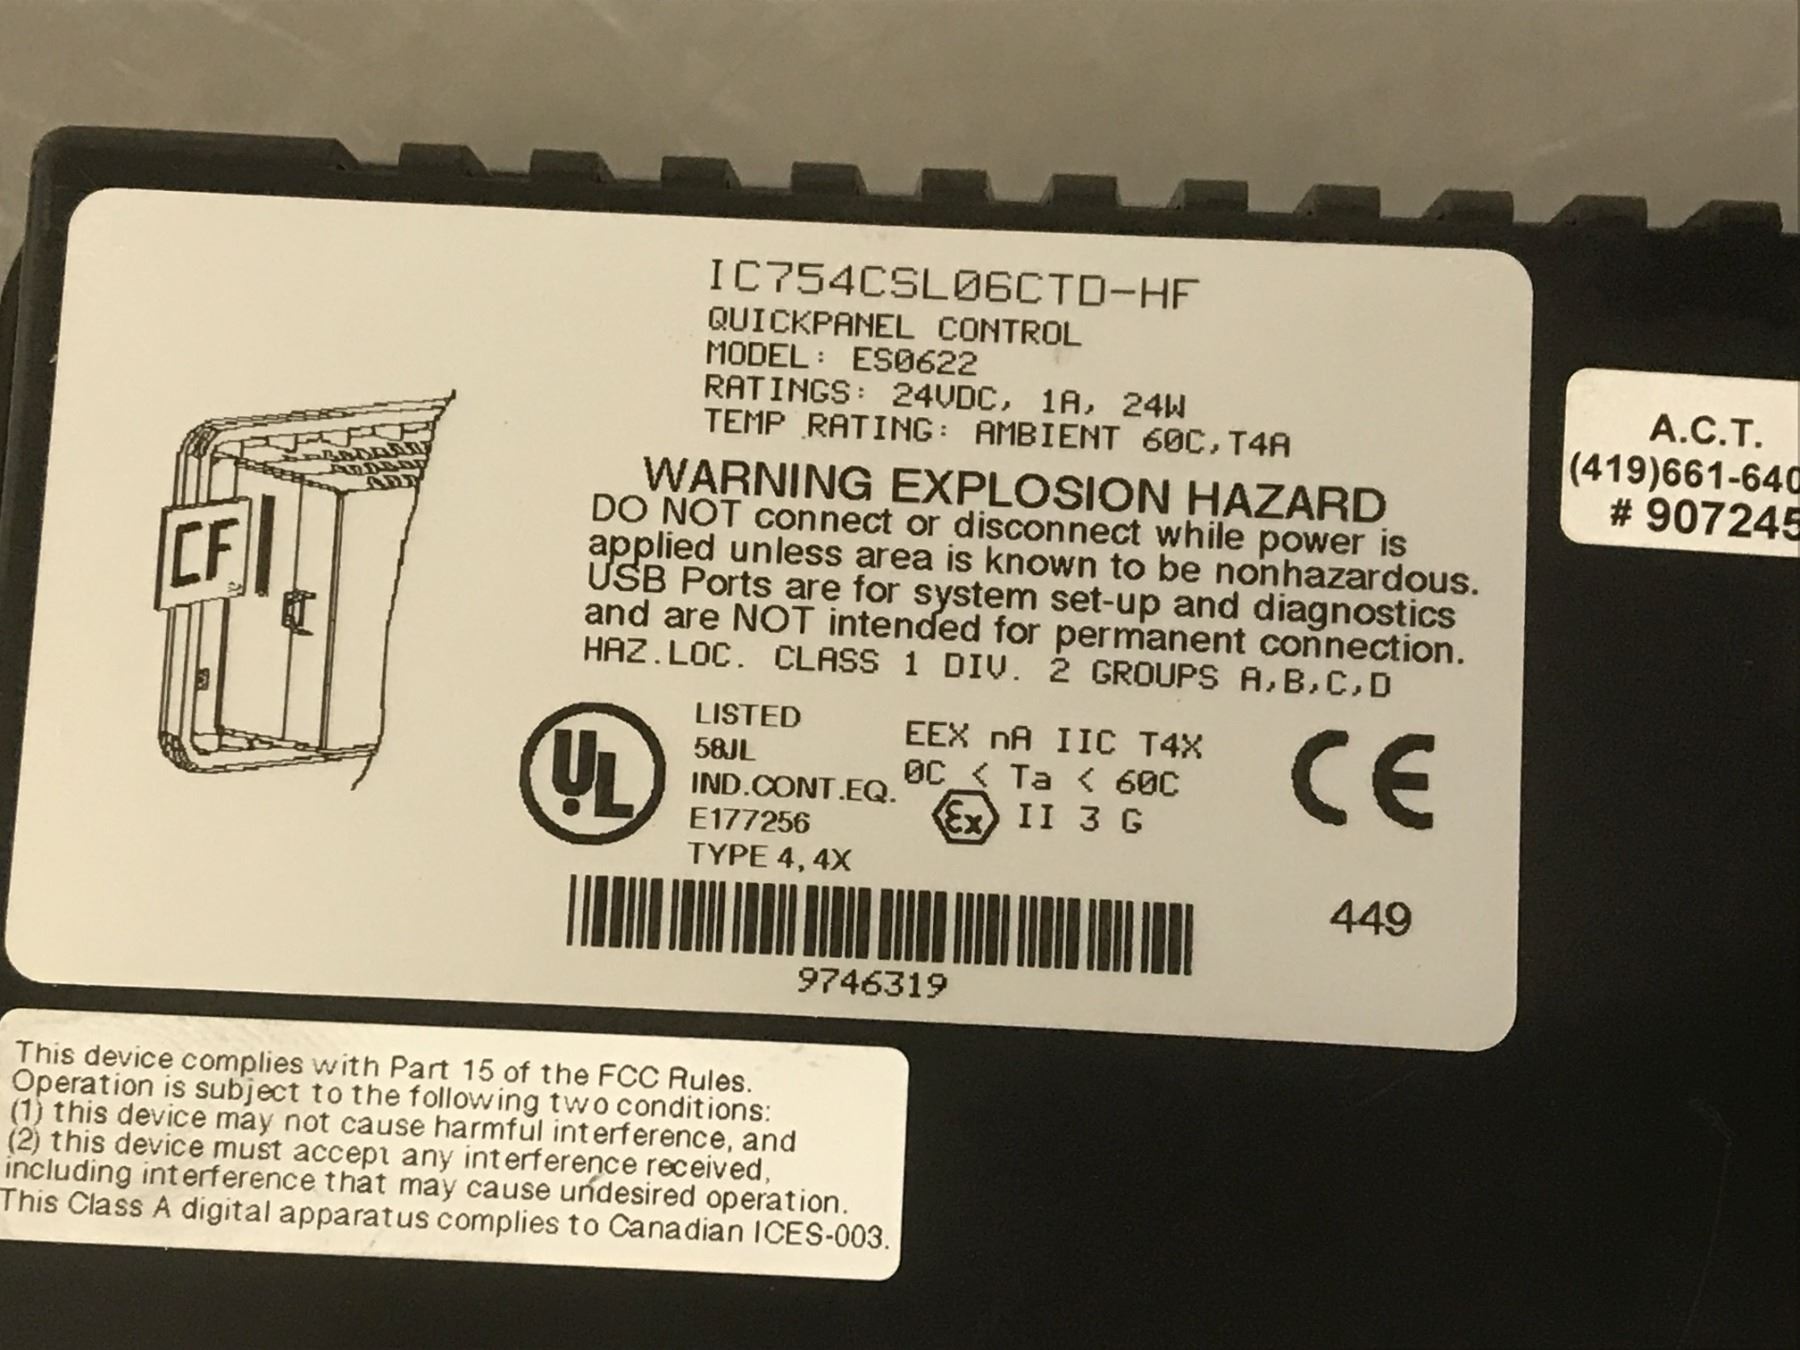 IC754CSL06CTD-HF
QUICKPANEL CONTROL
MODEL: ES0622
RATINGS: 24VDC, 1A, 24W
TEMP RATING: AMBIENT 60C,T4A
WARNING EXPLOSION HAZARD
DO NOT connect or disconnect while power is
applied unless area is known to be nonhazardous.
USB Ports are for system set-up and diagnostics
and are NOT intended for permanent connection.
HAZ.LOC. CLASS 1 DIV. 2 GROUPS A,B,C,D
CF
UL
LISTED
58JL
IND.CONT.EQ.
E177256
TYPE 4,4X
EEX nA IIC T4X
0C < Ta < 60C
Ex II 3 G
CE
449
9746319
A.C.T.
(419)661-640
# 907245
This device complies with Part 15 of the FCC Rules.
Operation is subject to the following two conditions:
(1) this device may not cause harmful interference, and
(2) this device must accept any interference received,
including interference that may cause undesired operation.
This Class A digital apparatus complies to Canadian ICES-003.